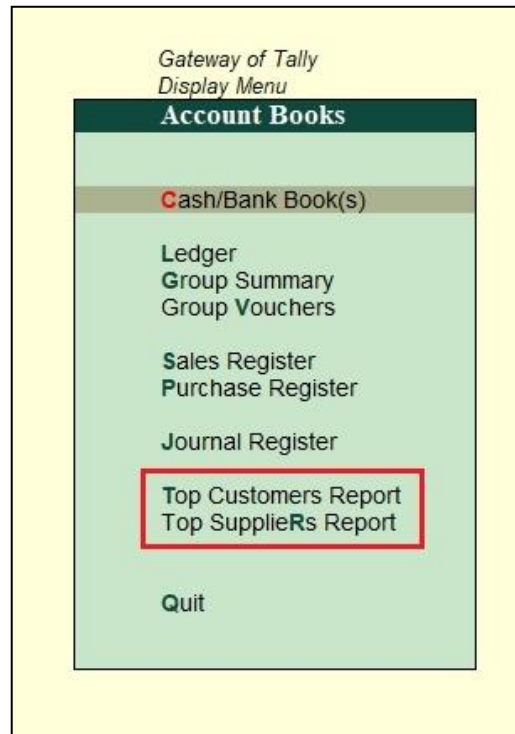 Gateway of Tally
Display Menu
Account Books
Cash/Bank Book(s)
Ledger
Group Summary
Group Vouchers
Sales Register
Purchase Register
Journal Register
Top Customers Report
Top SupplieRs Report
Quit